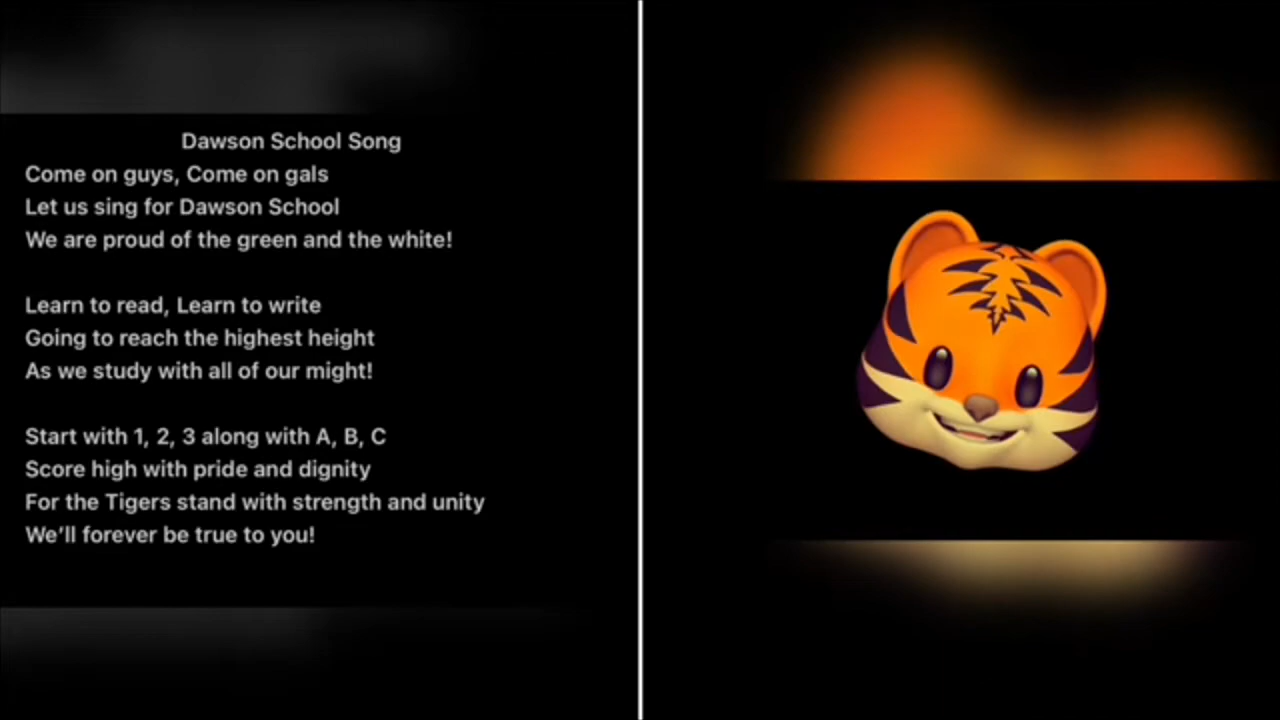 Dawson School Song
Come on guys, Come on gals
Let us sing for Dawson School
We are proud of the green and the white!
Learn to read, Learn to write
Going to reach the highest height
As we study with all of our might!
Start with 1, 2, 3 along with A, B, C
Score high with pride and dignity
For the Tigers stand with strength and unity
We’ll forever be true to you!